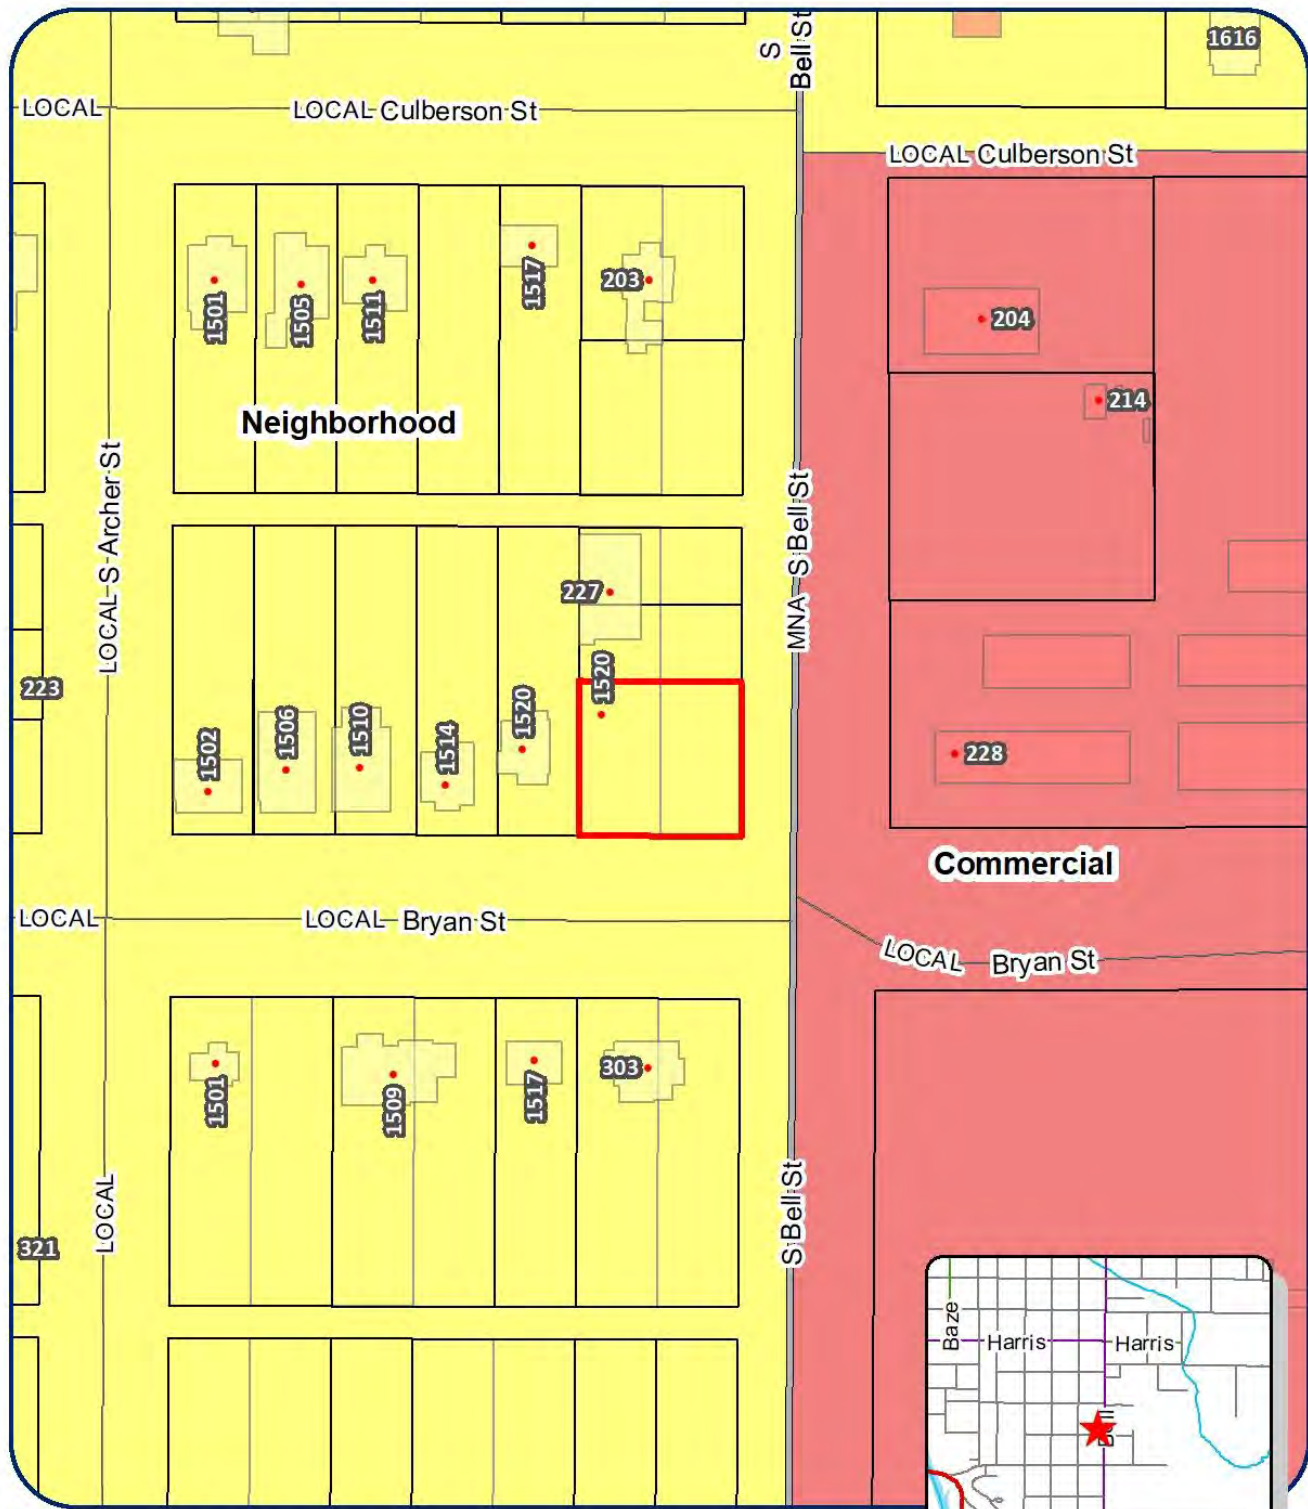 S
Bell St
1616
LOCAL
LOCAL Culberson St
LOCAL Culberson St
1501
1505
1511
1517
203
204
214
Neighborhood
LOCAL S Archer St
MNA S Bell St
227
223
1502
1506
1510
1514
1520
1520
228
Commercial
LOCAL
LOCAL Bryan St
LOCAL Bryan St
1501
1509
1517
303
LOCAL
S Bell St
321
Baze
Harris
Harris
Bell